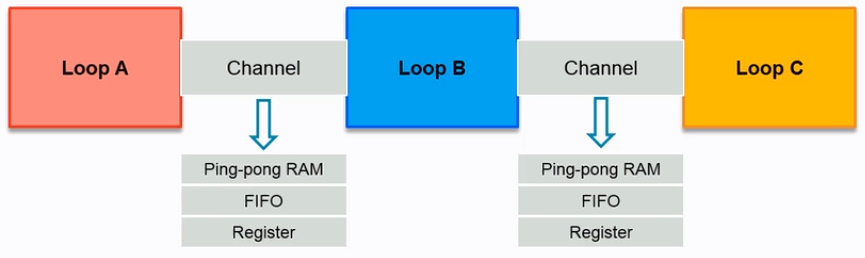 Loop A
Channel
Loop B
Channel
Loop C
Ping-pong RAM
FIFO
Register
Ping-pong RAM
FIFO
Register